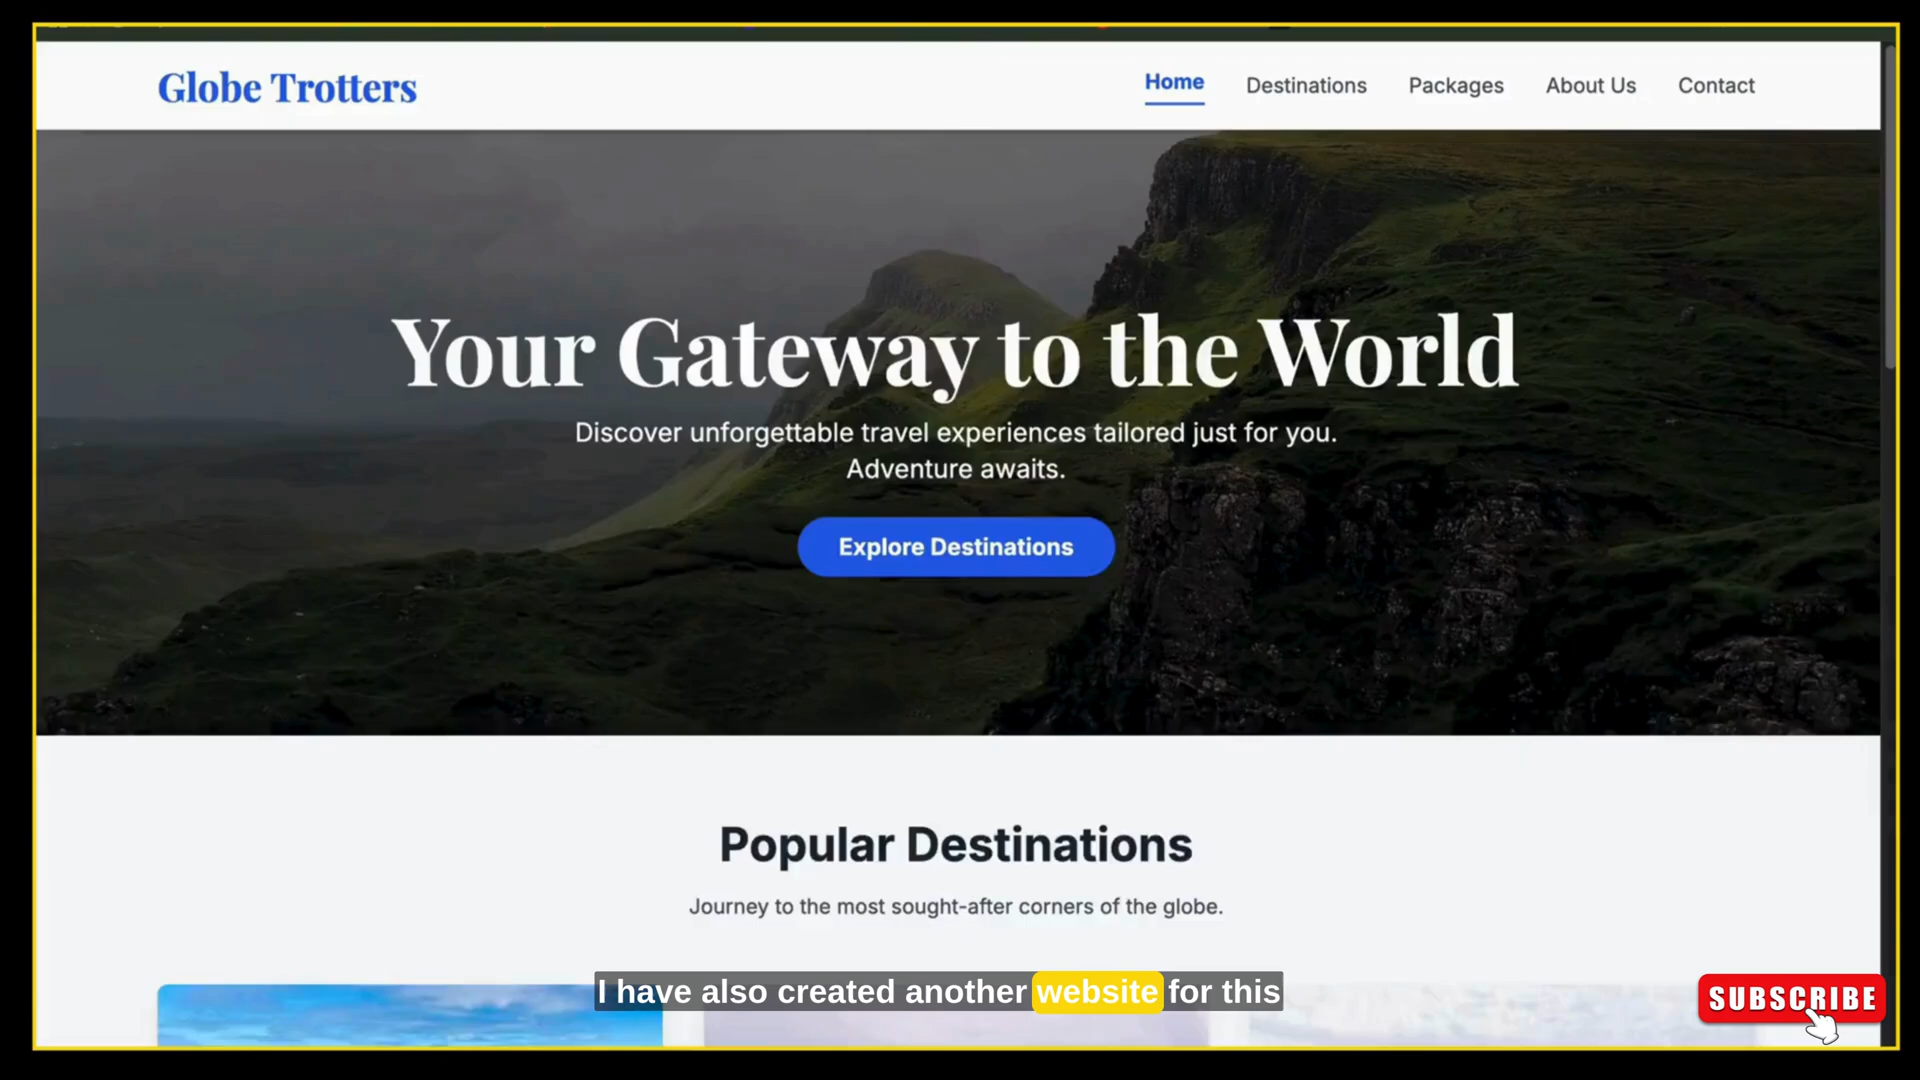 Globe Trotters
Home Destinations Packages About Us Contact
Your Gateway to the World
Discover unforgettable travel experiences tailored just for you.
Adventure awaits.
Explore Destinations
Popular Destinations
Journey to the most sought-after corners of the globe.
I have also created another website for this
SUBSCRIBE